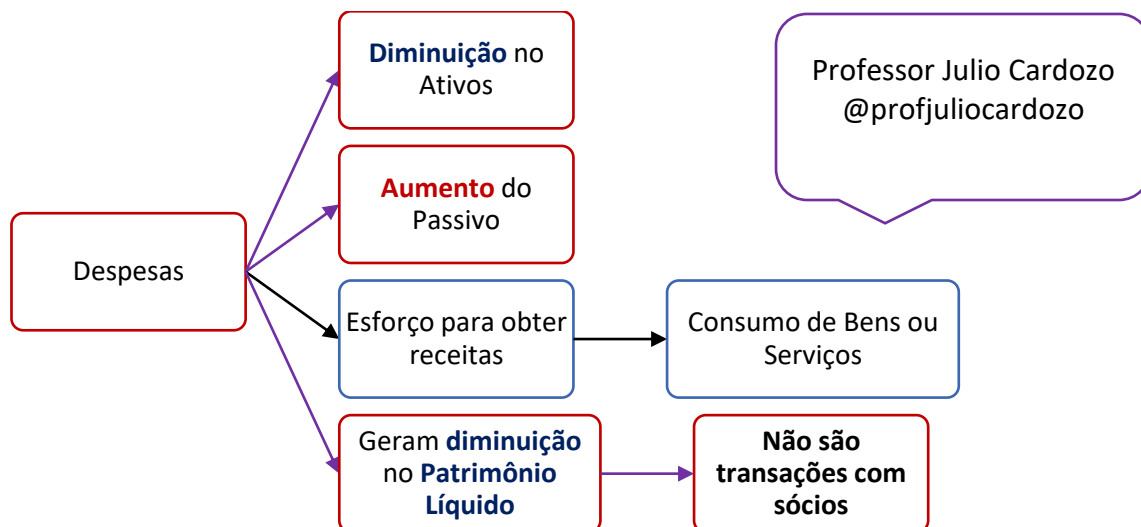 Diminuição no
Ativos
Professor Julio Cardozo
@profjuliocardozo
Aumento do
Passivo
Despesas
Esforço para obter
receitas
Consumo de Bens ou
Serviços
Geram diminuição
no Patrimônio
Líquido
Não são
transações com
sócios